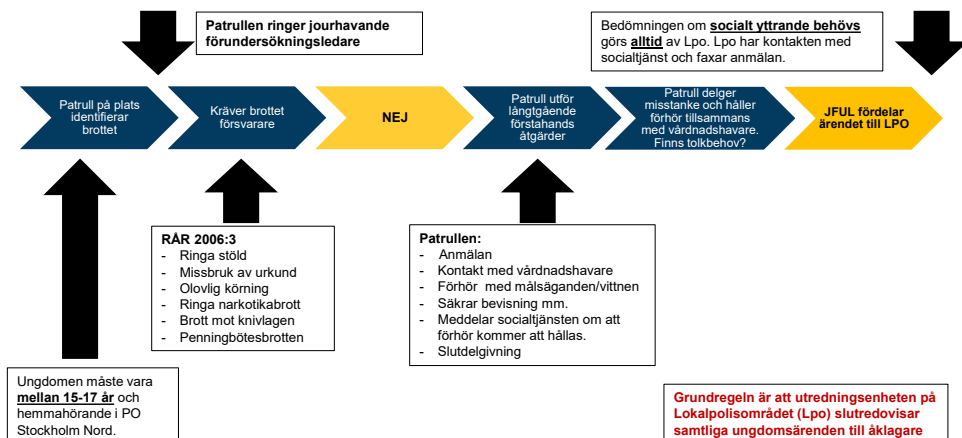 Patrullen ringer jourhavande
förundersökningsledare
Bedömningen om socialt yttrande behövs
görs alltid av Lpo. Lpo har kontakten med
socialtjänst och faxar anmälan.
Patrull på plats
identifierar
brottet
Kräver brottet
försvarare
NEJ
Patrull utför
långtgående
förstahands
åtgärder
Patrull delger
misstanke och håller
förhör tillsammans
med vårdnadshavare.
Finns tolkbehov?
JFUL fördelar
ärendet till LPO
RÅR 2006:3
- Ringa stöld
- Missbruk av urkund
- Olovlig körning
- Ringa narkotikabrott
- Brott mot knivlagen
- Penningbötesbrotten
Patrullen:
- Anmälan
- Kontakt med vårdnadshavare
- Förhör med målsäganden/vittnen
- Säkrar bevisning mm.
- Meddelar socialtjänsten om att
förhör kommer att hållas.
- Slutdelgivning
Ungdomen måste vara
mellan 15-17 år och
hemmahörande i PO
Stockholm Nord.
Grundregeln är att utredningsenheten på
Lokalpolisområdet (Lpo) slutredovisar
samtliga ungdomsärenden till åklagare